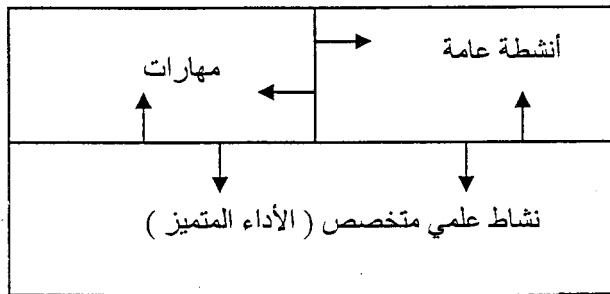 أنشطة عامة
مهارات
نشاط علمي متخصص ( الأداء المتميز )